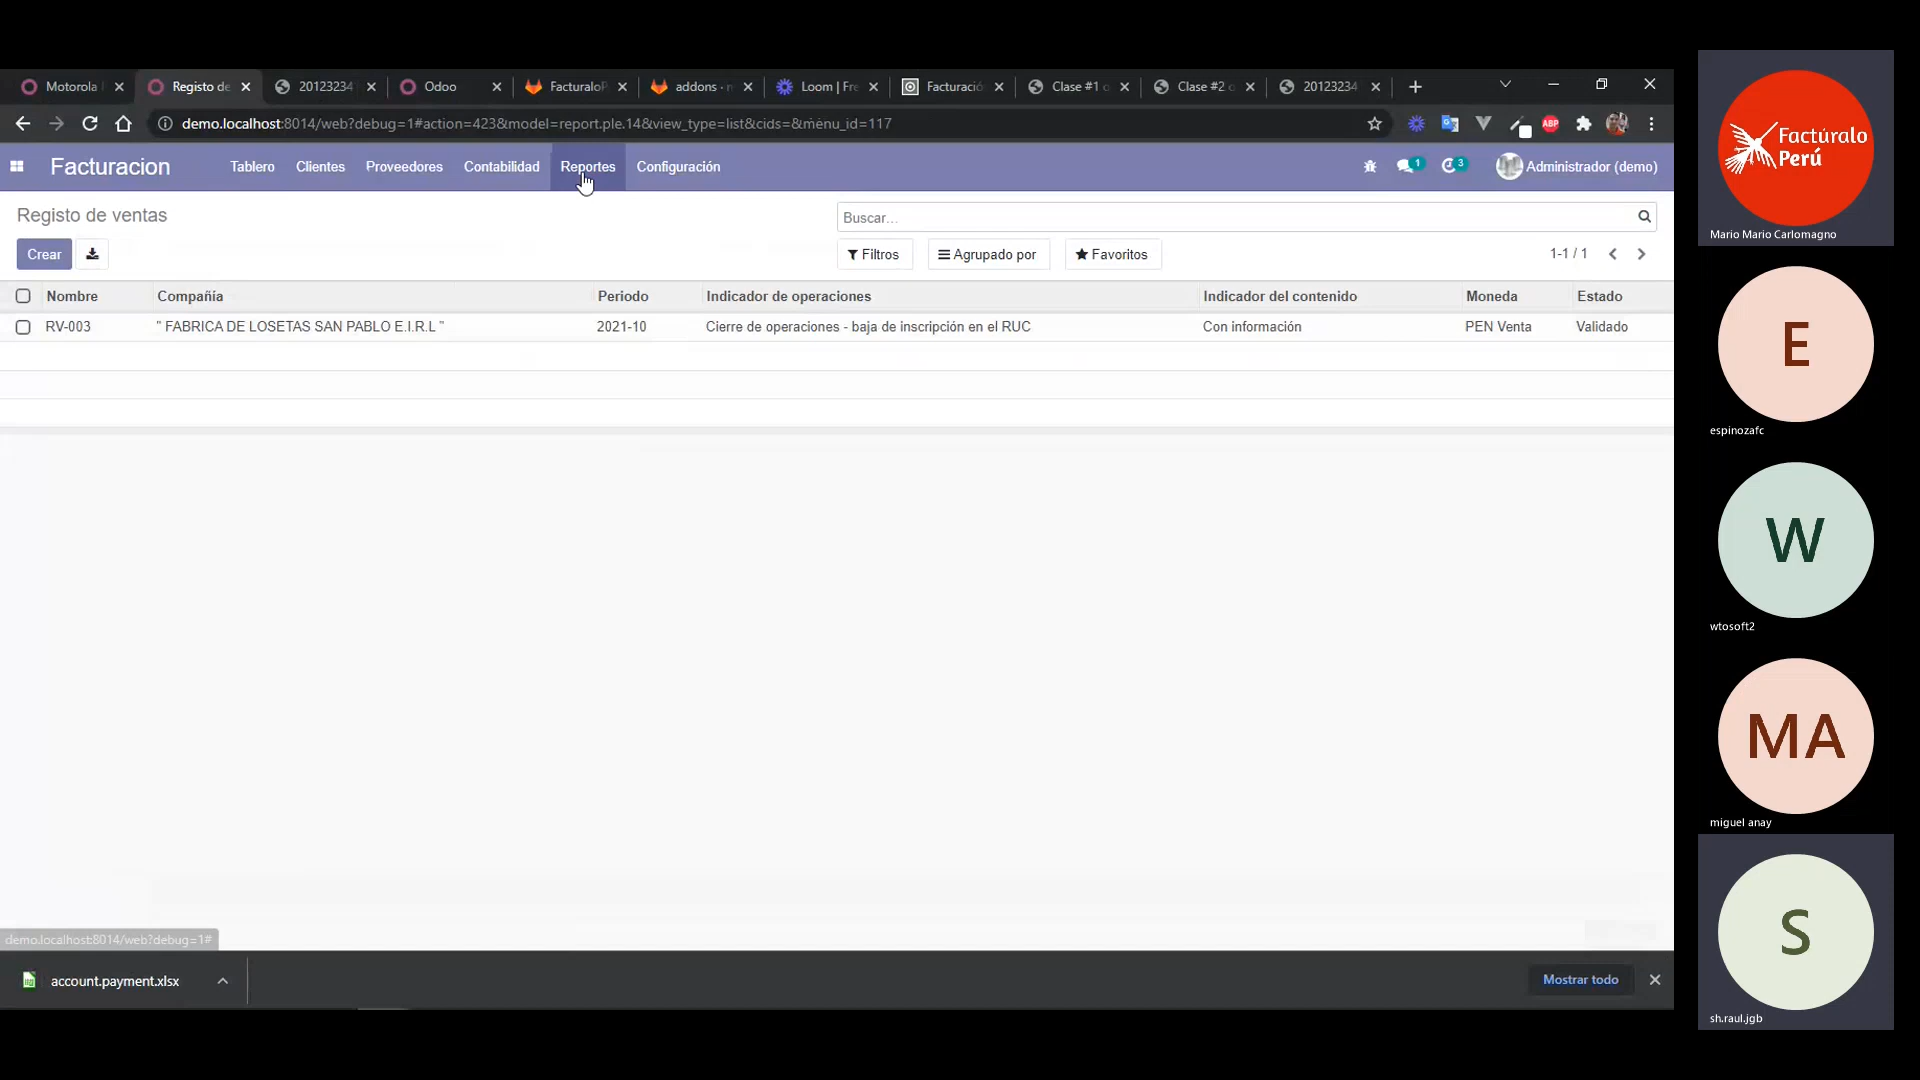 Motorola
Registo de
20123234
Odoo
FacturaloP
addons · n
Loom | Fre
Facturació
Clase #1 o
Clase #2 o
20123234
demo.localhost:8014/web?debug=1#action=423&model=report.ple.14&view_type=list&cids=&menu_id=117
ABP
Facturacion
Tablero
Clientes
Proveedores
Contabilidad
Reportes
Configuración
1
3
Administrador (demo)
Registo de ventas
Buscar...
Crear
Filtros
Agrupado por
Favoritos
1-1 / 1
Nombre Compañía Periodo Indicador de operaciones Indicador del contenido Moneda Estado
RV-003 " FABRICA DE LOSETAS SAN PABLO E.I.R.L " 2021-10 Cierre de operaciones - baja de inscripción en el RUC Con información PEN Venta Validado
demo.localhost:8014/web?debug=1#
account.payment.xlsx
Mostrar todo
Factúralo
Perú
Mario Mario Carlomagno
E
espinozafc
W
wtosoft2
MA
miguel anay
S
sh.raul.jgb